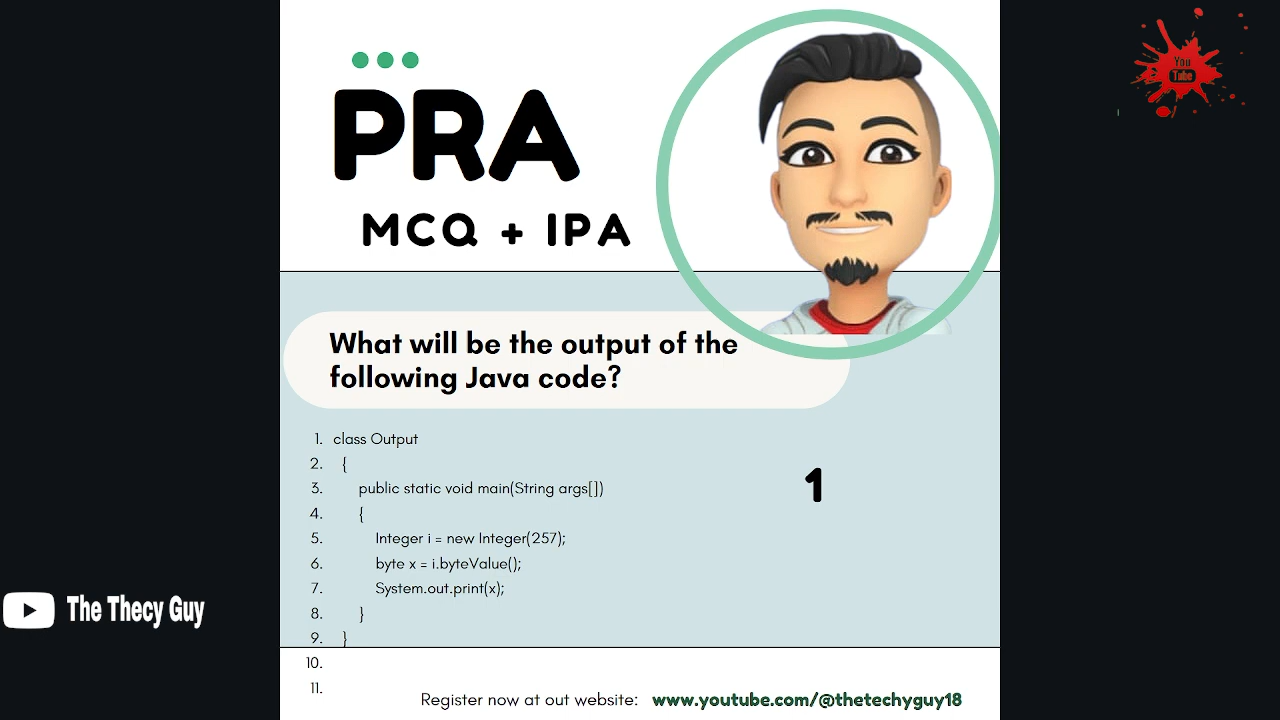 You
Tube
PRA
MCQ + IPA
What will be the output of the
following Java code?
1. class Output
2. {
3. public static void main(String args[])
4. {
5. Integer i = new Integer(257);
6. byte x = i.byteValue();
7. System.out.print(x);
8. }
9. }
10.
11.
1
The Thecy Guy
Register now at out website: www.youtube.com/@thetechyguy18